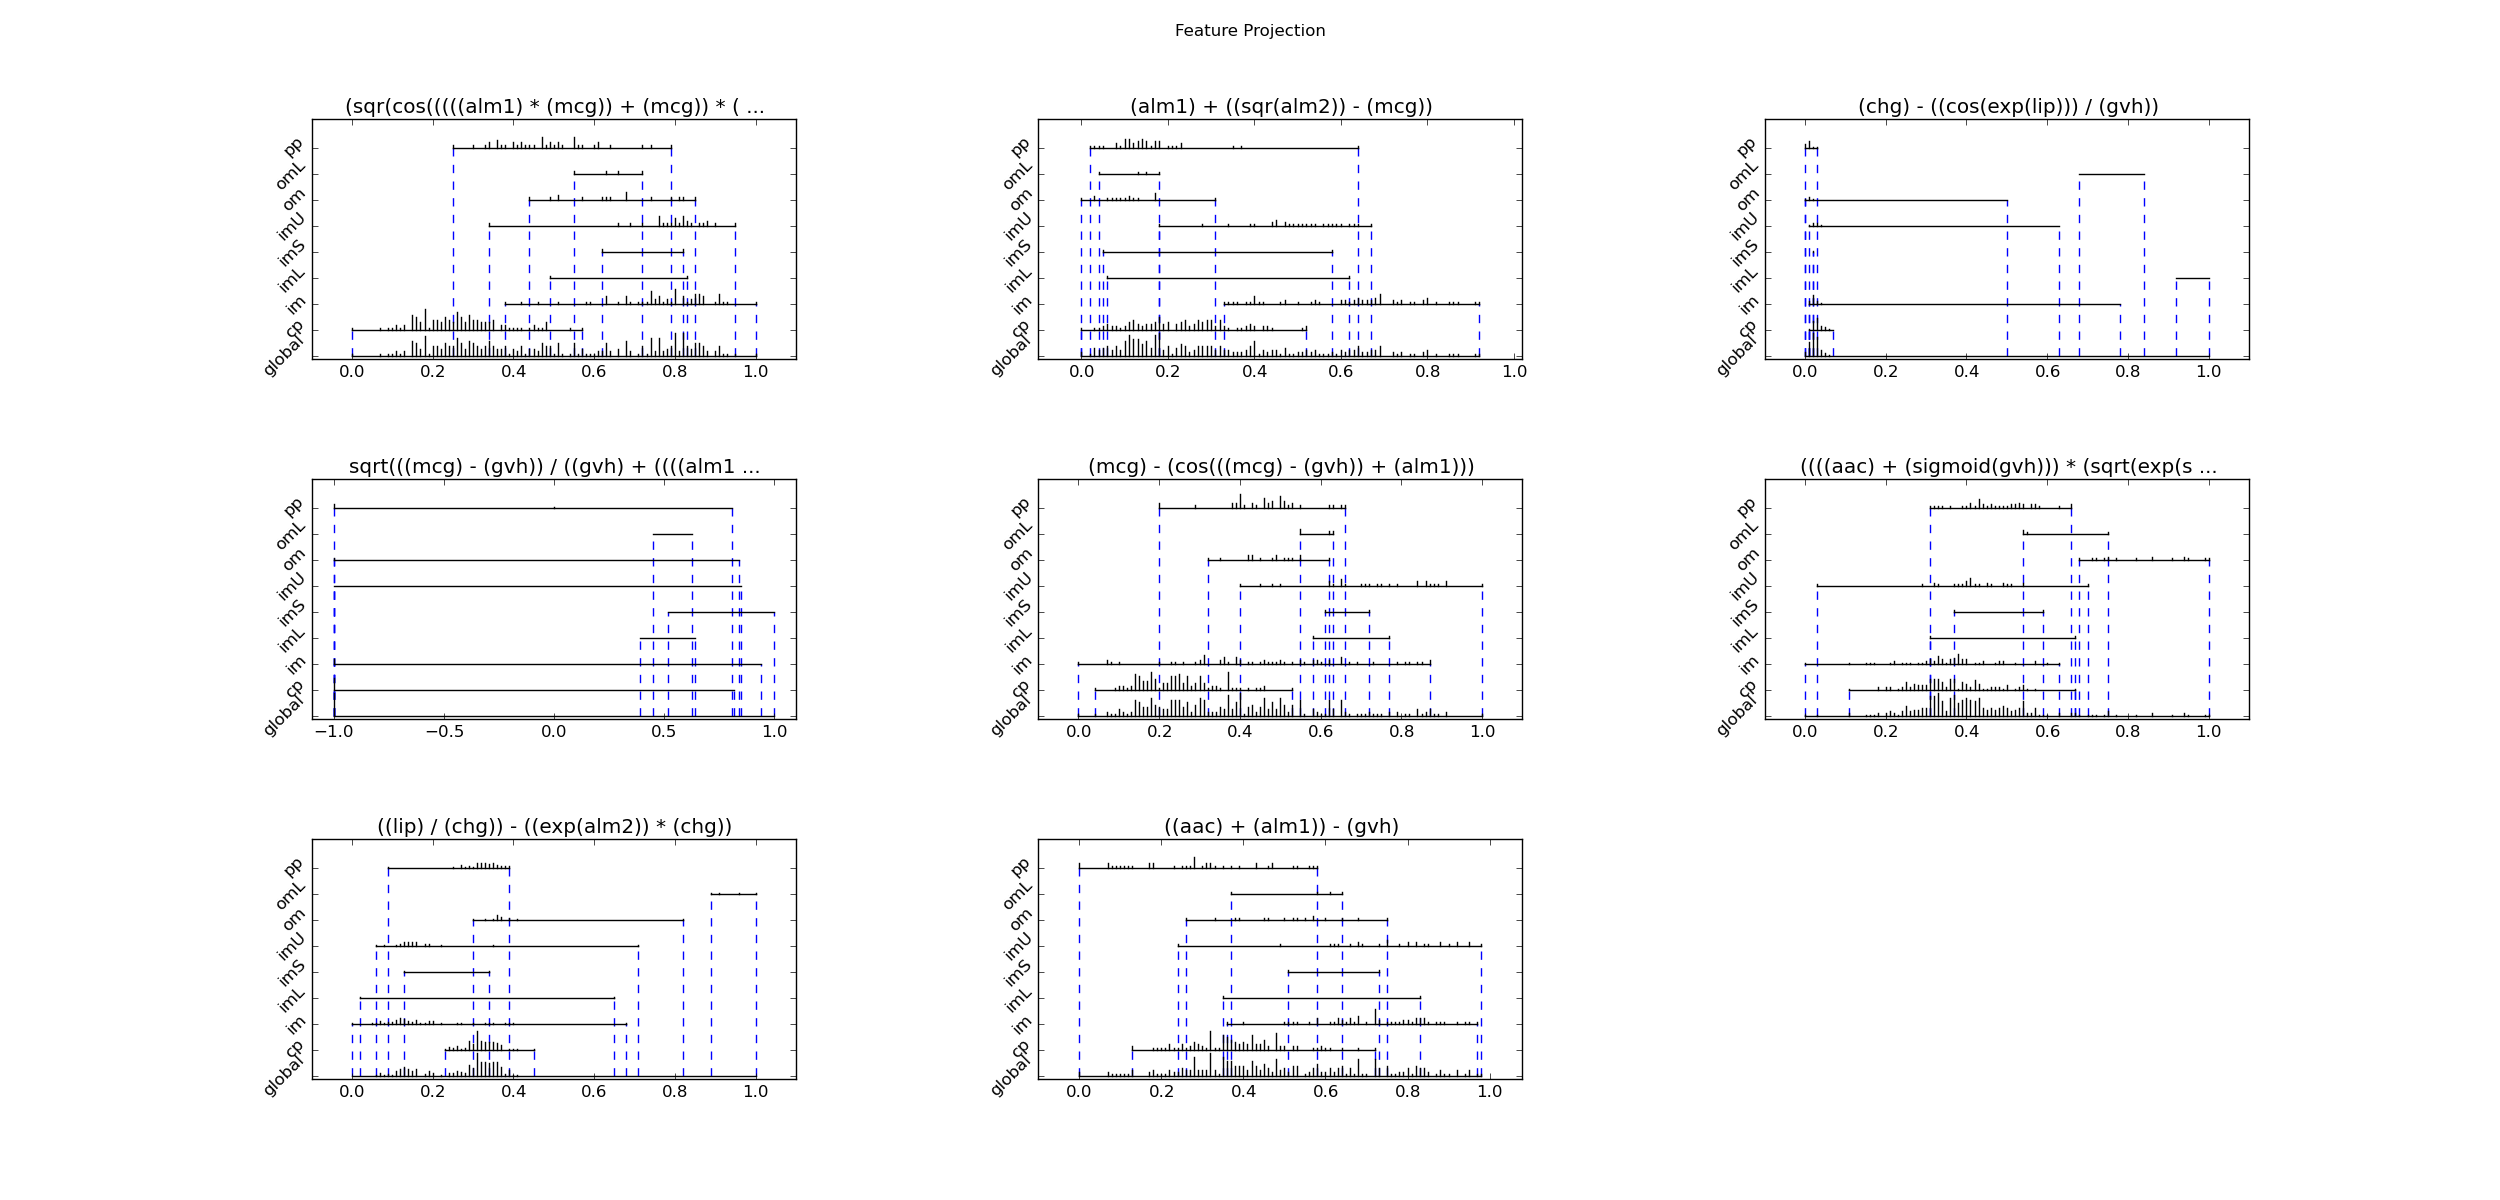 Feature Projection
(sqr(cos(((((alm1) * (mcg)) + (mcg)) * ( ...
pp
omL
om
imU
imS
imL
im
cp
global
0.0 0.2 0.4 0.6 0.8 1.0
(alm1) + ((sqr(alm2)) - (mcg))
pp
omL
om
imU
imS
imL
im
cp
global
0.0 0.2 0.4 0.6 0.8 1.0
(chg) - ((cos(exp(lip))) / (gvh))
pp
omL
om
imU
imS
imL
im
cp
global
0.0 0.2 0.4 0.6 0.8 1.0
sqrt(((mcg) - (gvh)) / ((gvh) + ((((alm1 ...
pp
omL
om
imU
imS
imL
im
cp
global
−1.0 −0.5 0.0 0.5 1.0
(mcg) - (cos(((mcg) - (gvh)) + (alm1)))
pp
omL
om
imU
imS
imL
im
cp
global
0.0 0.2 0.4 0.6 0.8 1.0
((((aac) + (sigmoid(gvh))) * (sqrt(exp(s ...
pp
omL
om
imU
imS
imL
im
cp
global
0.0 0.2 0.4 0.6 0.8 1.0
((lip) / (chg)) - ((exp(alm2)) * (chg))
pp
omL
om
imU
imS
imL
im
cp
global
0.0 0.2 0.4 0.6 0.8 1.0
((aac) + (alm1)) - (gvh)
pp
omL
om
imU
imS
imL
im
cp
global
0.0 0.2 0.4 0.6 0.8 1.0